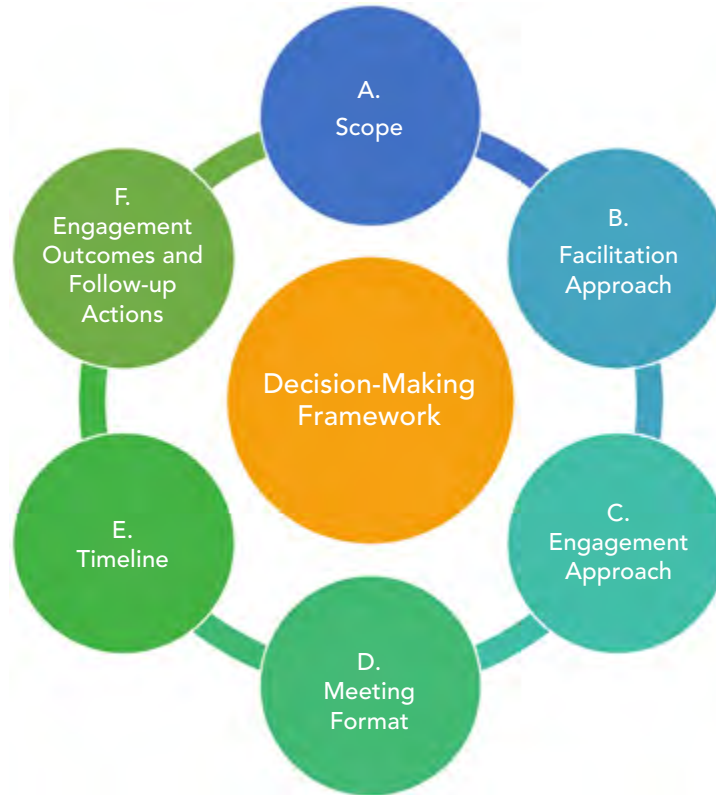 A.
Scope
B.
Facilitation
Approach
C.
Engagement
Approach
D.
Meeting
Format
E.
Timeline
F.
Engagement
Outcomes and
Follow-up
Actions
Decision-Making
Framework